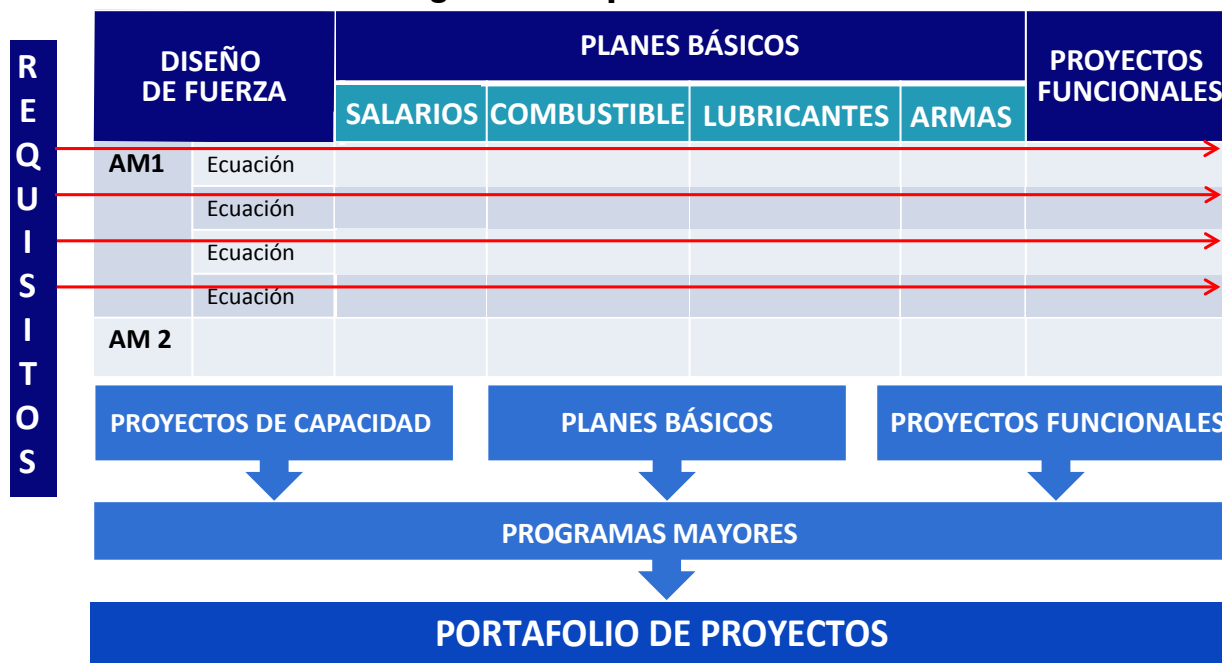 REQUISITOS
DISEÑO
DE FUERZA
PLANES BÁSICOS
PROYECTOS
FUNCIONALES
SALARIOS
COMBUSTIBLE
LUBRICANTES
ARMAS
AM1
Ecuación
Ecuación
Ecuación
Ecuación
AM 2
PROYECTOS DE CAPACIDAD
PLANES BÁSICOS
PROYECTOS FUNCIONALES
PROGRAMAS MAYORES
PORTAFOLIO DE PROYECTOS